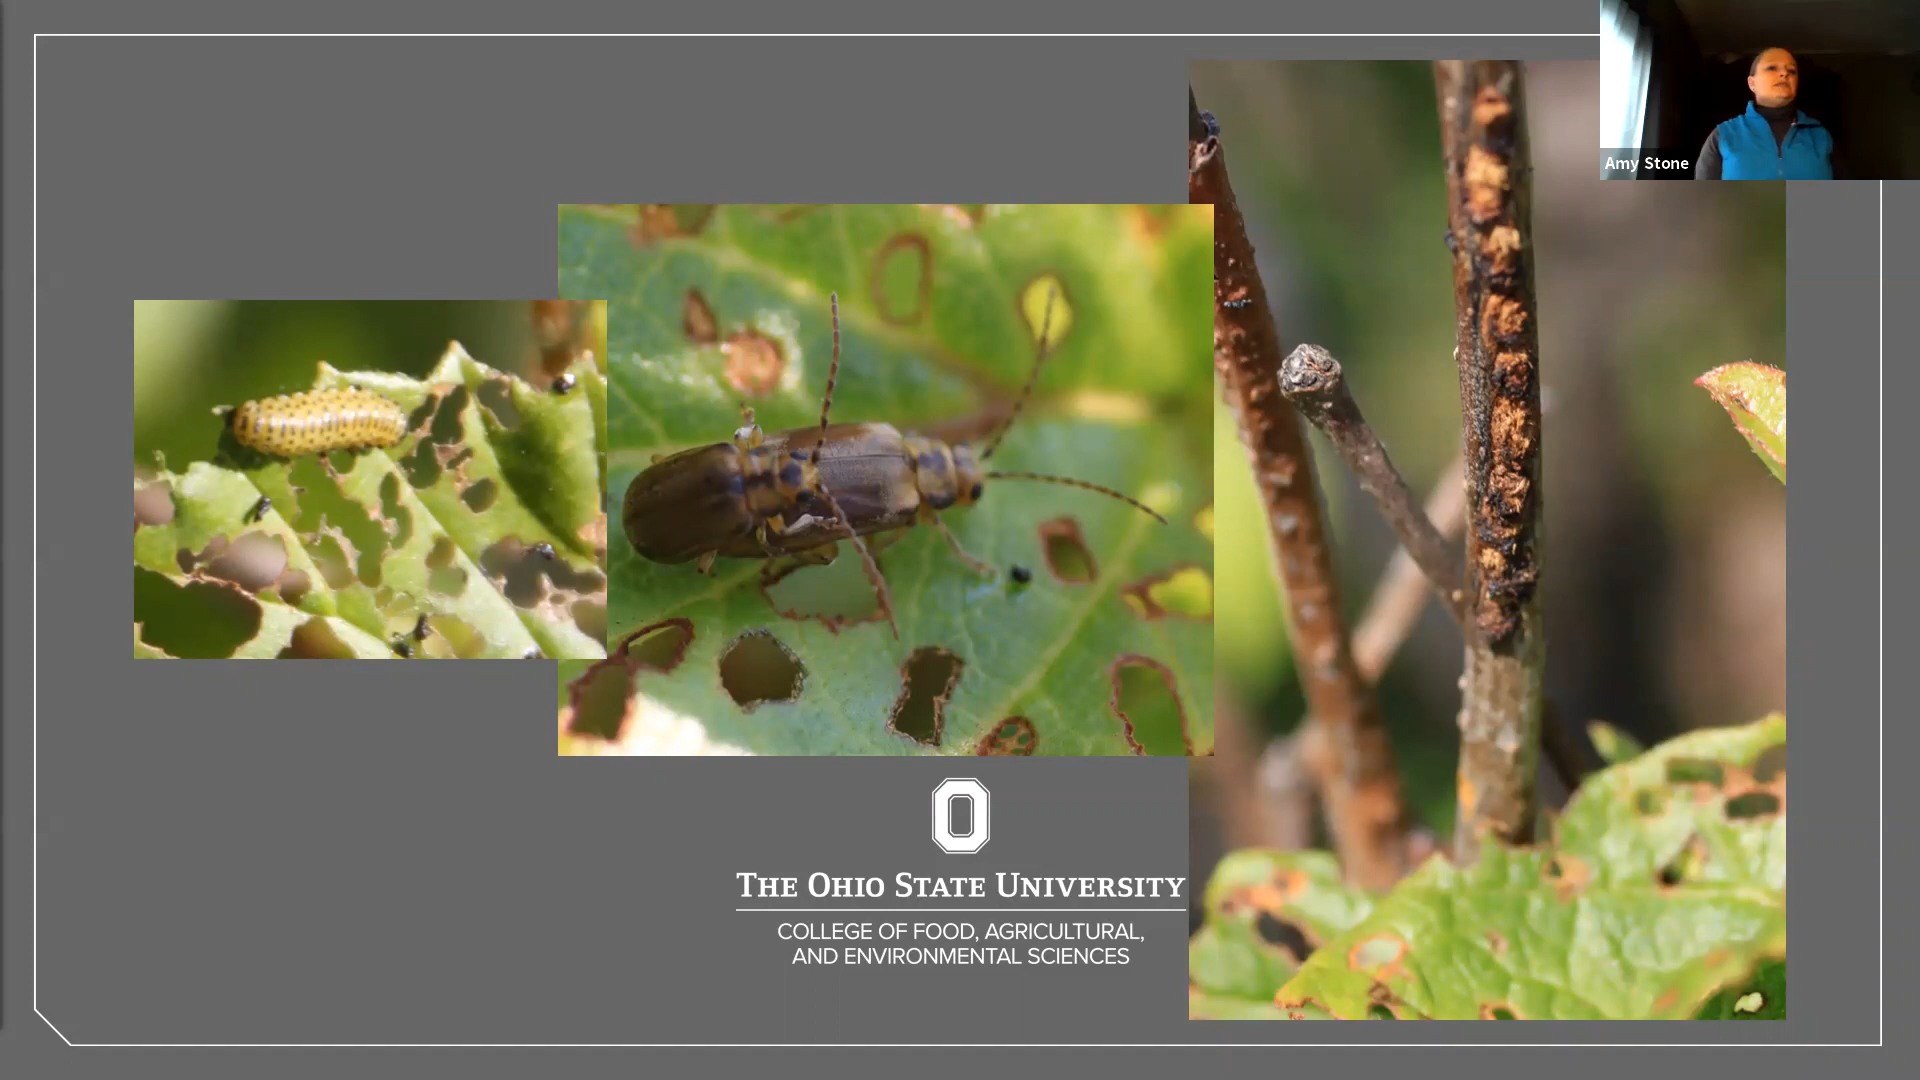 Amy Stone
THE OHIO STATE UNIVERSITY
COLLEGE OF FOOD, AGRICULTURAL,
AND ENVIRONMENTAL SCIENCES